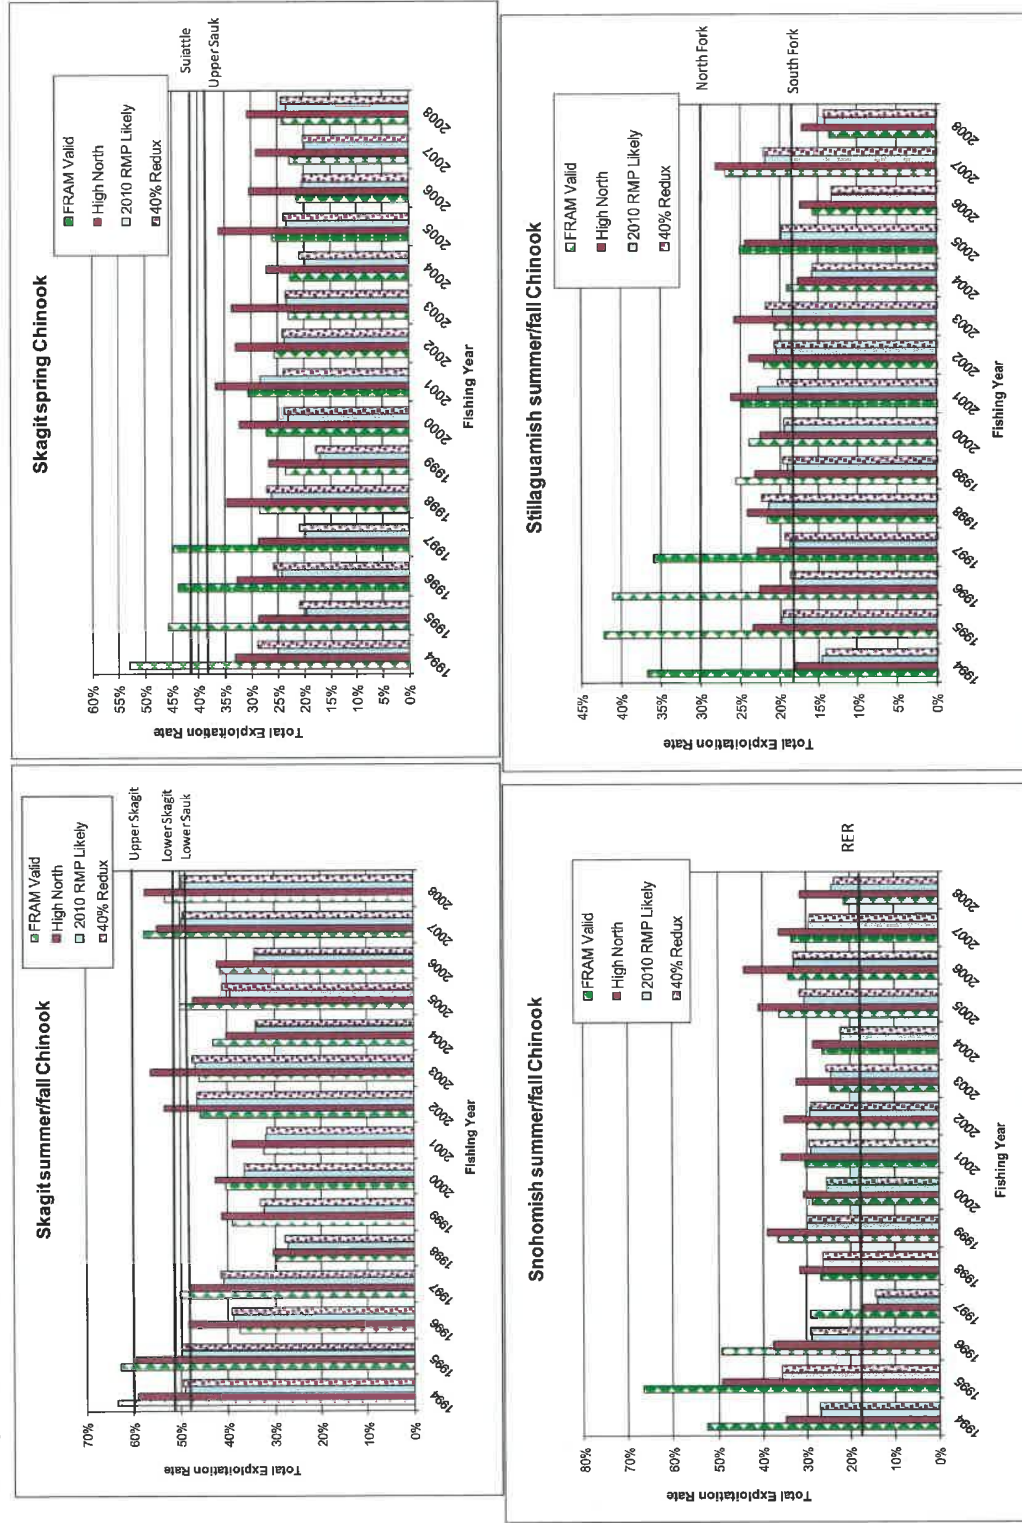 Skagit summer/fall Chinook
FRAM Valid
High North
2010 RMP Likely
40% Redux
Upper Skagit
Lower Skagit
Lower Sauk
Total Exploitation Rate
70%
60%
50%
40%
30%
20%
10%
0%
1994
1995
1996
1997
1998
1999
2000
2001
2002
2003
2004
2005
2006
2007
2008
Fishing Year
Skagit spring Chinook
FRAM Valid
High North
2010 RMP Likely
40% Redux
Suiattle
Upper Sauk
Total Exploitation Rate
60%
55%
50%
45%
40%
35%
30%
25%
20%
15%
10%
5%
0%
1994
1995
1996
1997
1998
1999
2000
2001
2002
2003
2004
2005
2006
2007
2008
Fishing Year
Snohomish summer/fall Chinook
FRAM Valid
High North
2010 RMP Likely
40% Redux
RER
Total Exploitation Rate
80%
70%
60%
50%
40%
30%
20%
10%
0%
1994
1995
1996
1997
1998
1999
2000
2001
2002
2003
2004
2005
2006
2007
2008
Fishing Year
Stillaguamish summer/fall Chinook
FRAM Valid
High North
2010 RMP Likely
40% Redux
North Fork
South Fork
Total Exploitation Rate
45%
40%
35%
30%
25%
20%
15%
10%
5%
0%
1994
1995
1996
1997
1998
1999
2000
2001
2002
2003
2004
2005
2006
2007
2008
Fishing Year